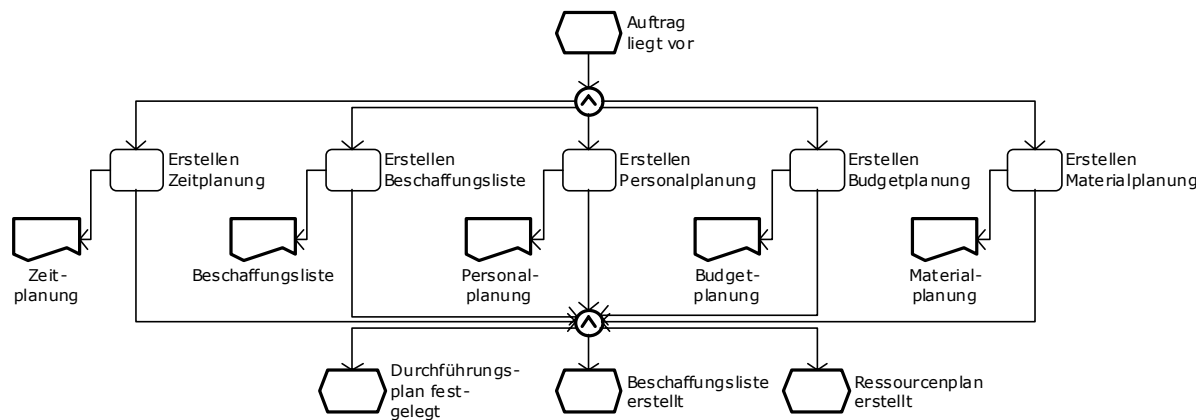 Auftrag
liegt vor
Erstellen
Zeitplanung
Erstellen
Beschaffungsliste
Erstellen
Personalplanung
Erstellen
Budgetplanung
Erstellen
Materialplanung
Zeit-
planung
Beschaffungsliste
Personal-
planung
Budget-
planung
Material-
planung
Durchführungs-
plan fest-
gelegt
Beschaffungsliste
erstellt
Ressourcenplan
erstellt